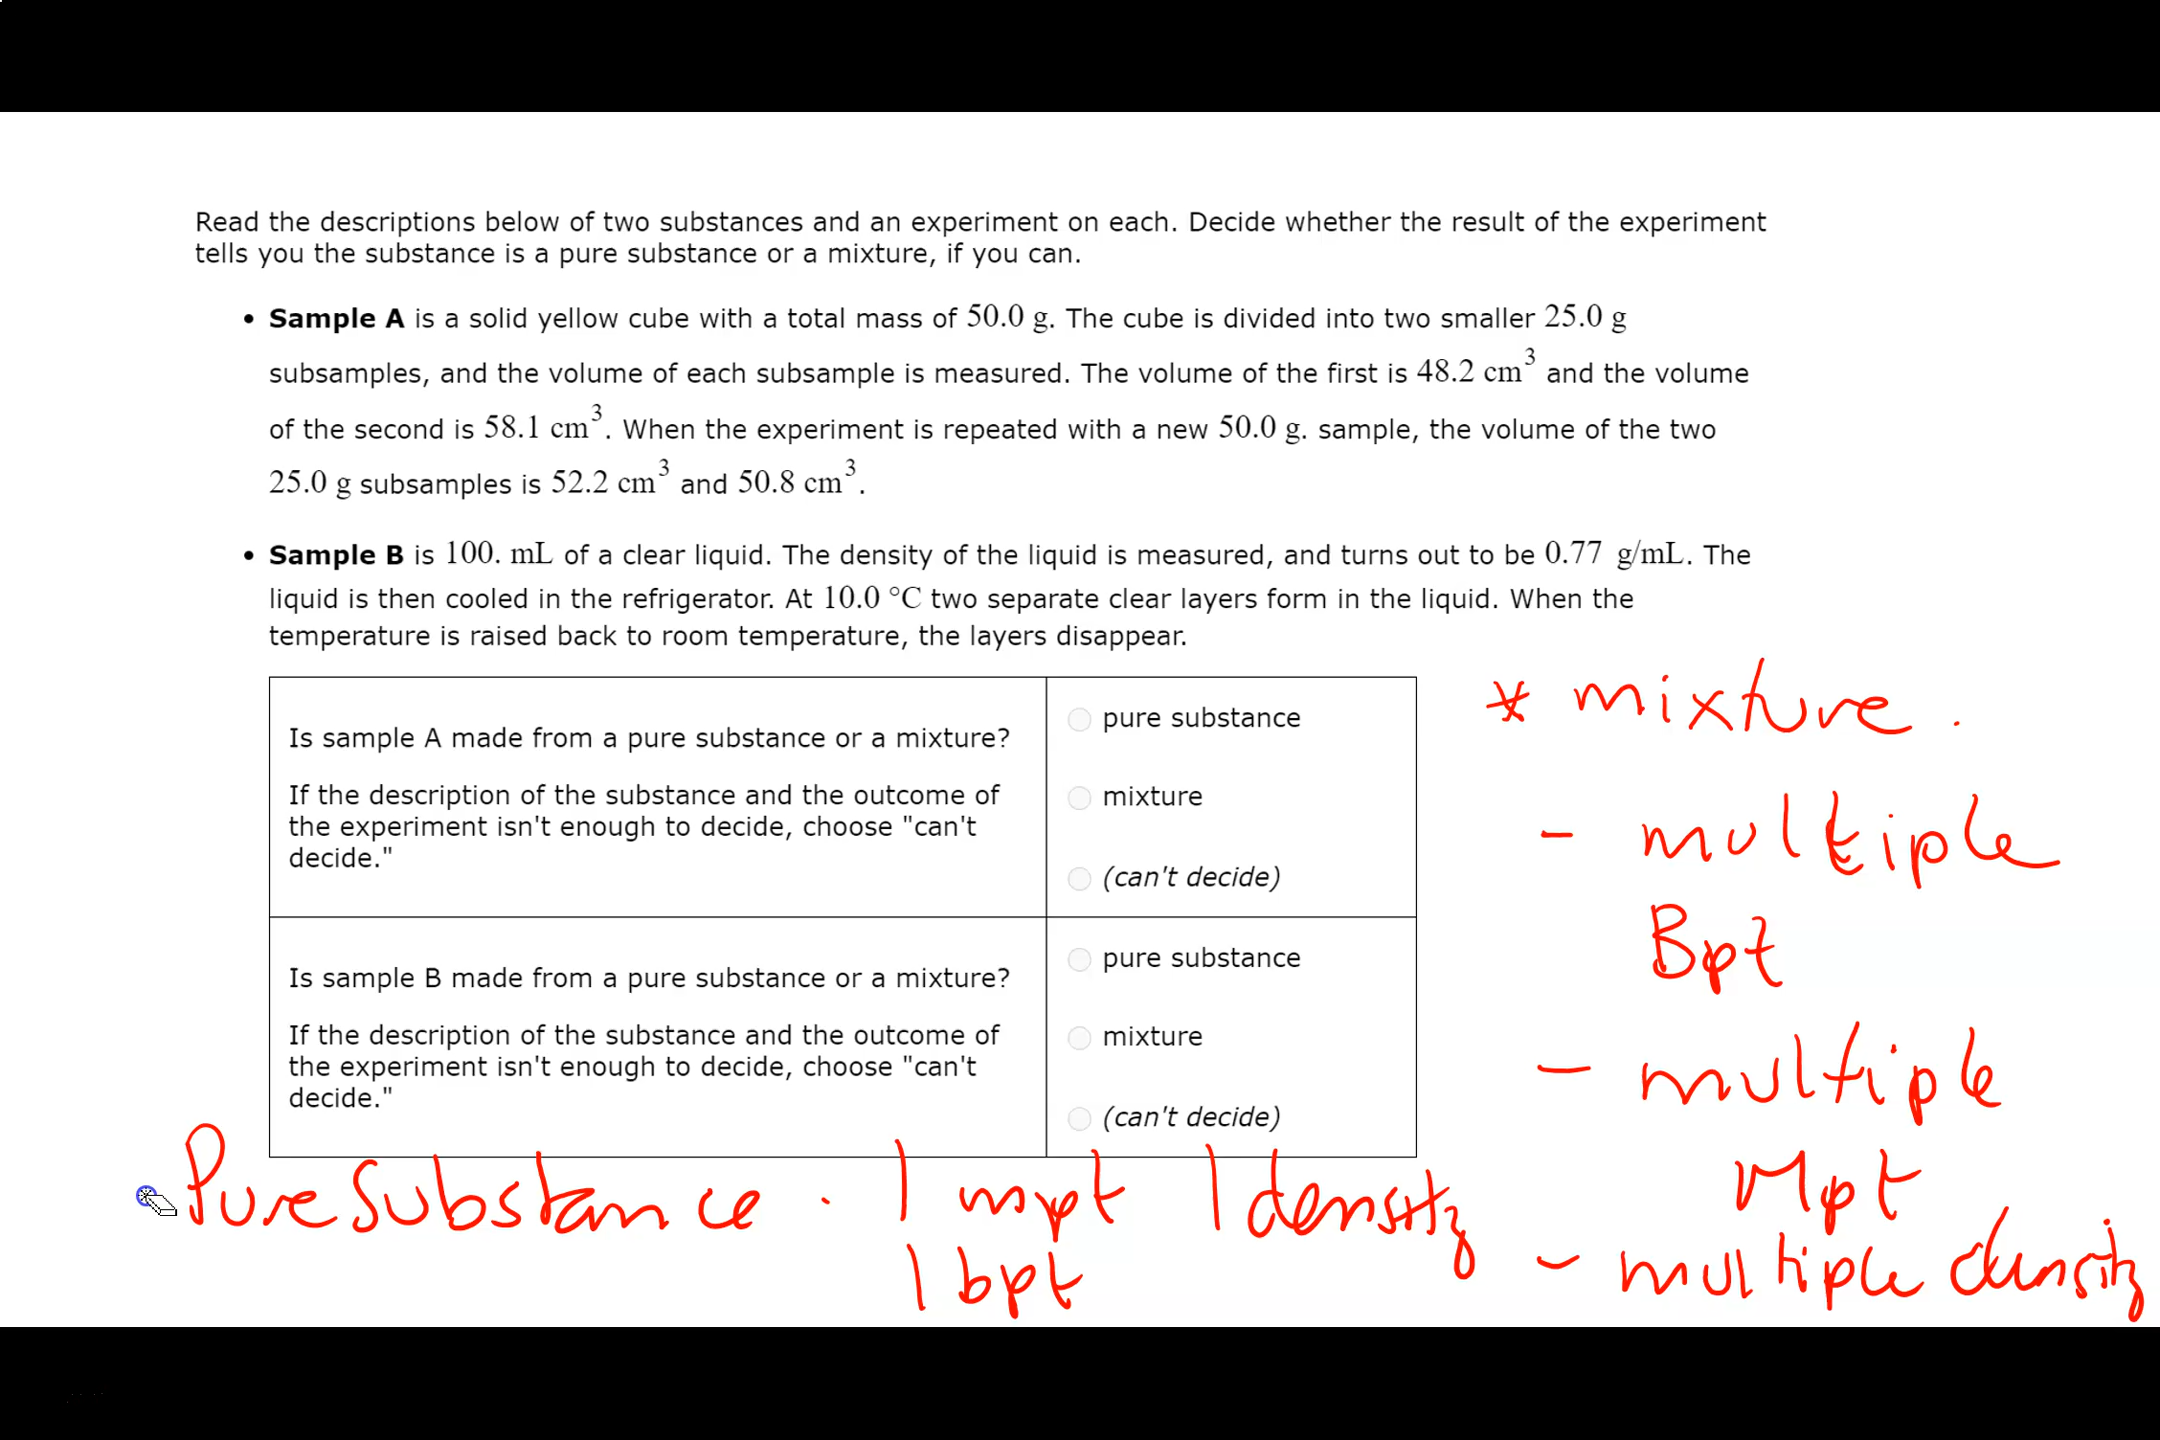 Read the descriptions below of two substances and an experiment on each. Decide whether the result of the experiment
tells you the substance is a pure substance or a mixture, if you can.
• Sample A is a solid yellow cube with a total mass of 50.0 g. The cube is divided into two smaller 25.0 g
subsamples, and the volume of each subsample is measured. The volume of the first is 48.2 cm³ and the volume
of the second is 58.1 cm³. When the experiment is repeated with a new 50.0 g. sample, the volume of the two
25.0 g subsamples is 52.2 cm³ and 50.8 cm³.
• Sample B is 100. mL of a clear liquid. The density of the liquid is measured, and turns out to be 0.77 g/mL. The
liquid is then cooled in the refrigerator. At 10.0 °C two separate clear layers form in the liquid. When the
temperature is raised back to room temperature, the layers disappear.
Is sample A made from a pure substance or a mixture?
If the description of the substance and the outcome of
the experiment isn't enough to decide, choose "can't
decide."
pure substance
mixture
(can't decide)
Is sample B made from a pure substance or a mixture?
If the description of the substance and the outcome of
the experiment isn't enough to decide, choose "can't
decide."
pure substance
mixture
(can't decide)
* mixture.
- multiple
Bpt
- multiple
Mpt
- multiple density
Pure Substance . 1 mpt 1 density
1 bpt